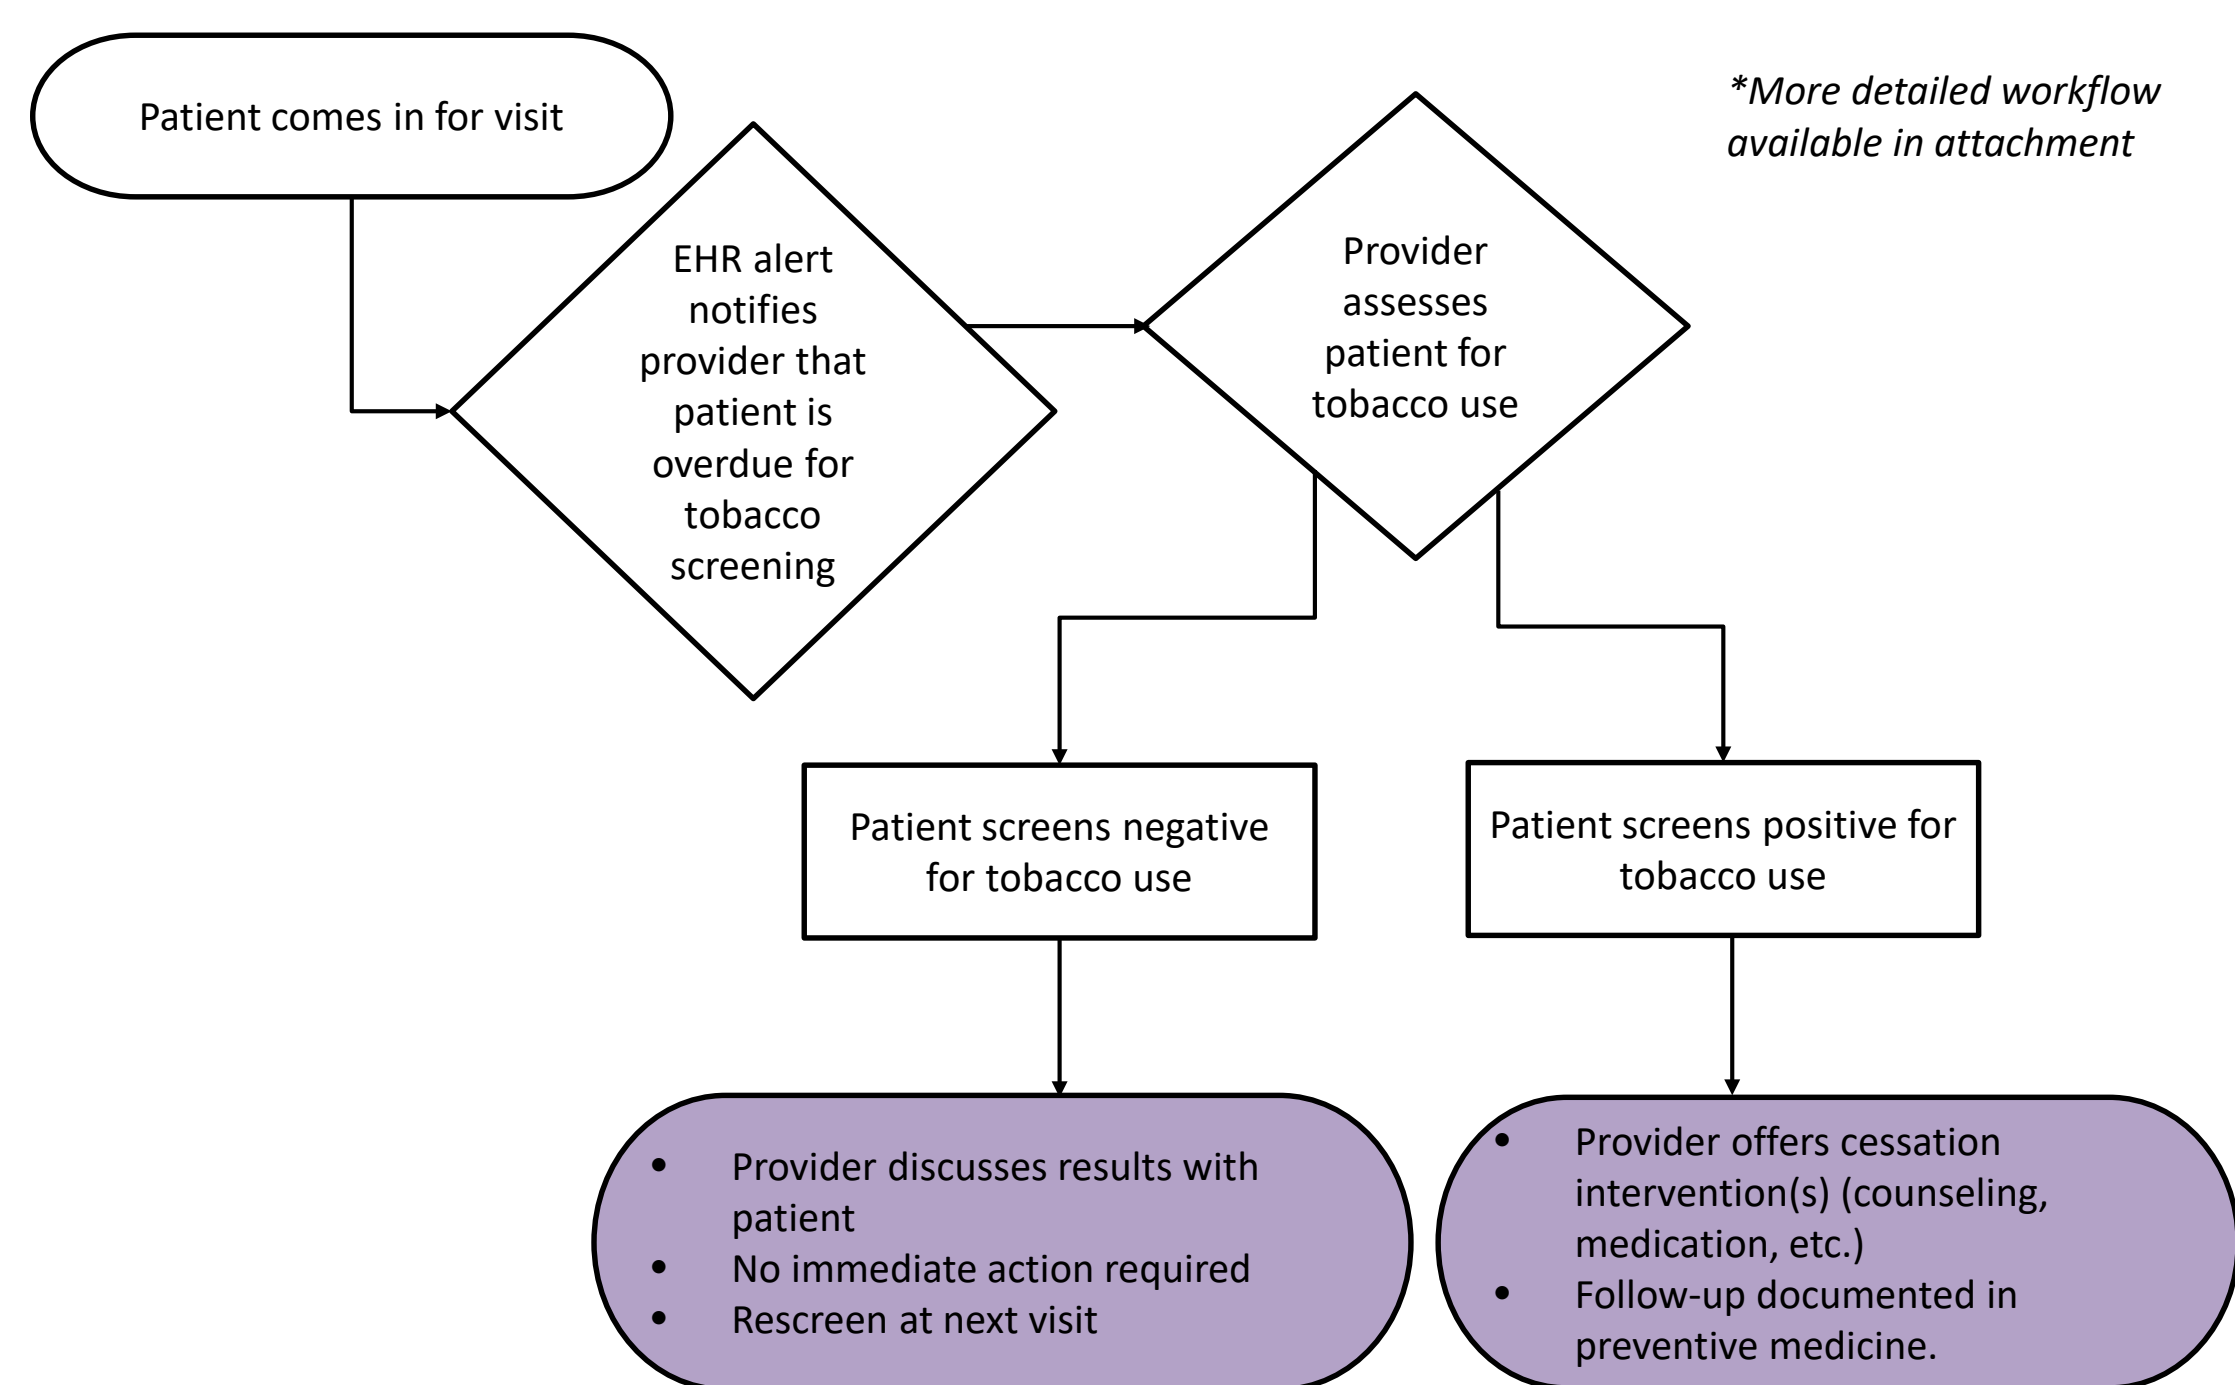 Patient comes in for visit
*More detailed workflow
available in attachment
EHR alert
notifies
provider that
patient is
overdue for
tobacco
screening
Provider
assesses
patient for
tobacco use
Patient screens negative
for tobacco use
Patient screens positive for
tobacco use
• Provider discusses results with
patient
• No immediate action required
• Rescreen at next visit
• Provider offers cessation
intervention(s) (counseling,
medication, etc.)
• Follow-up documented in
preventive medicine.